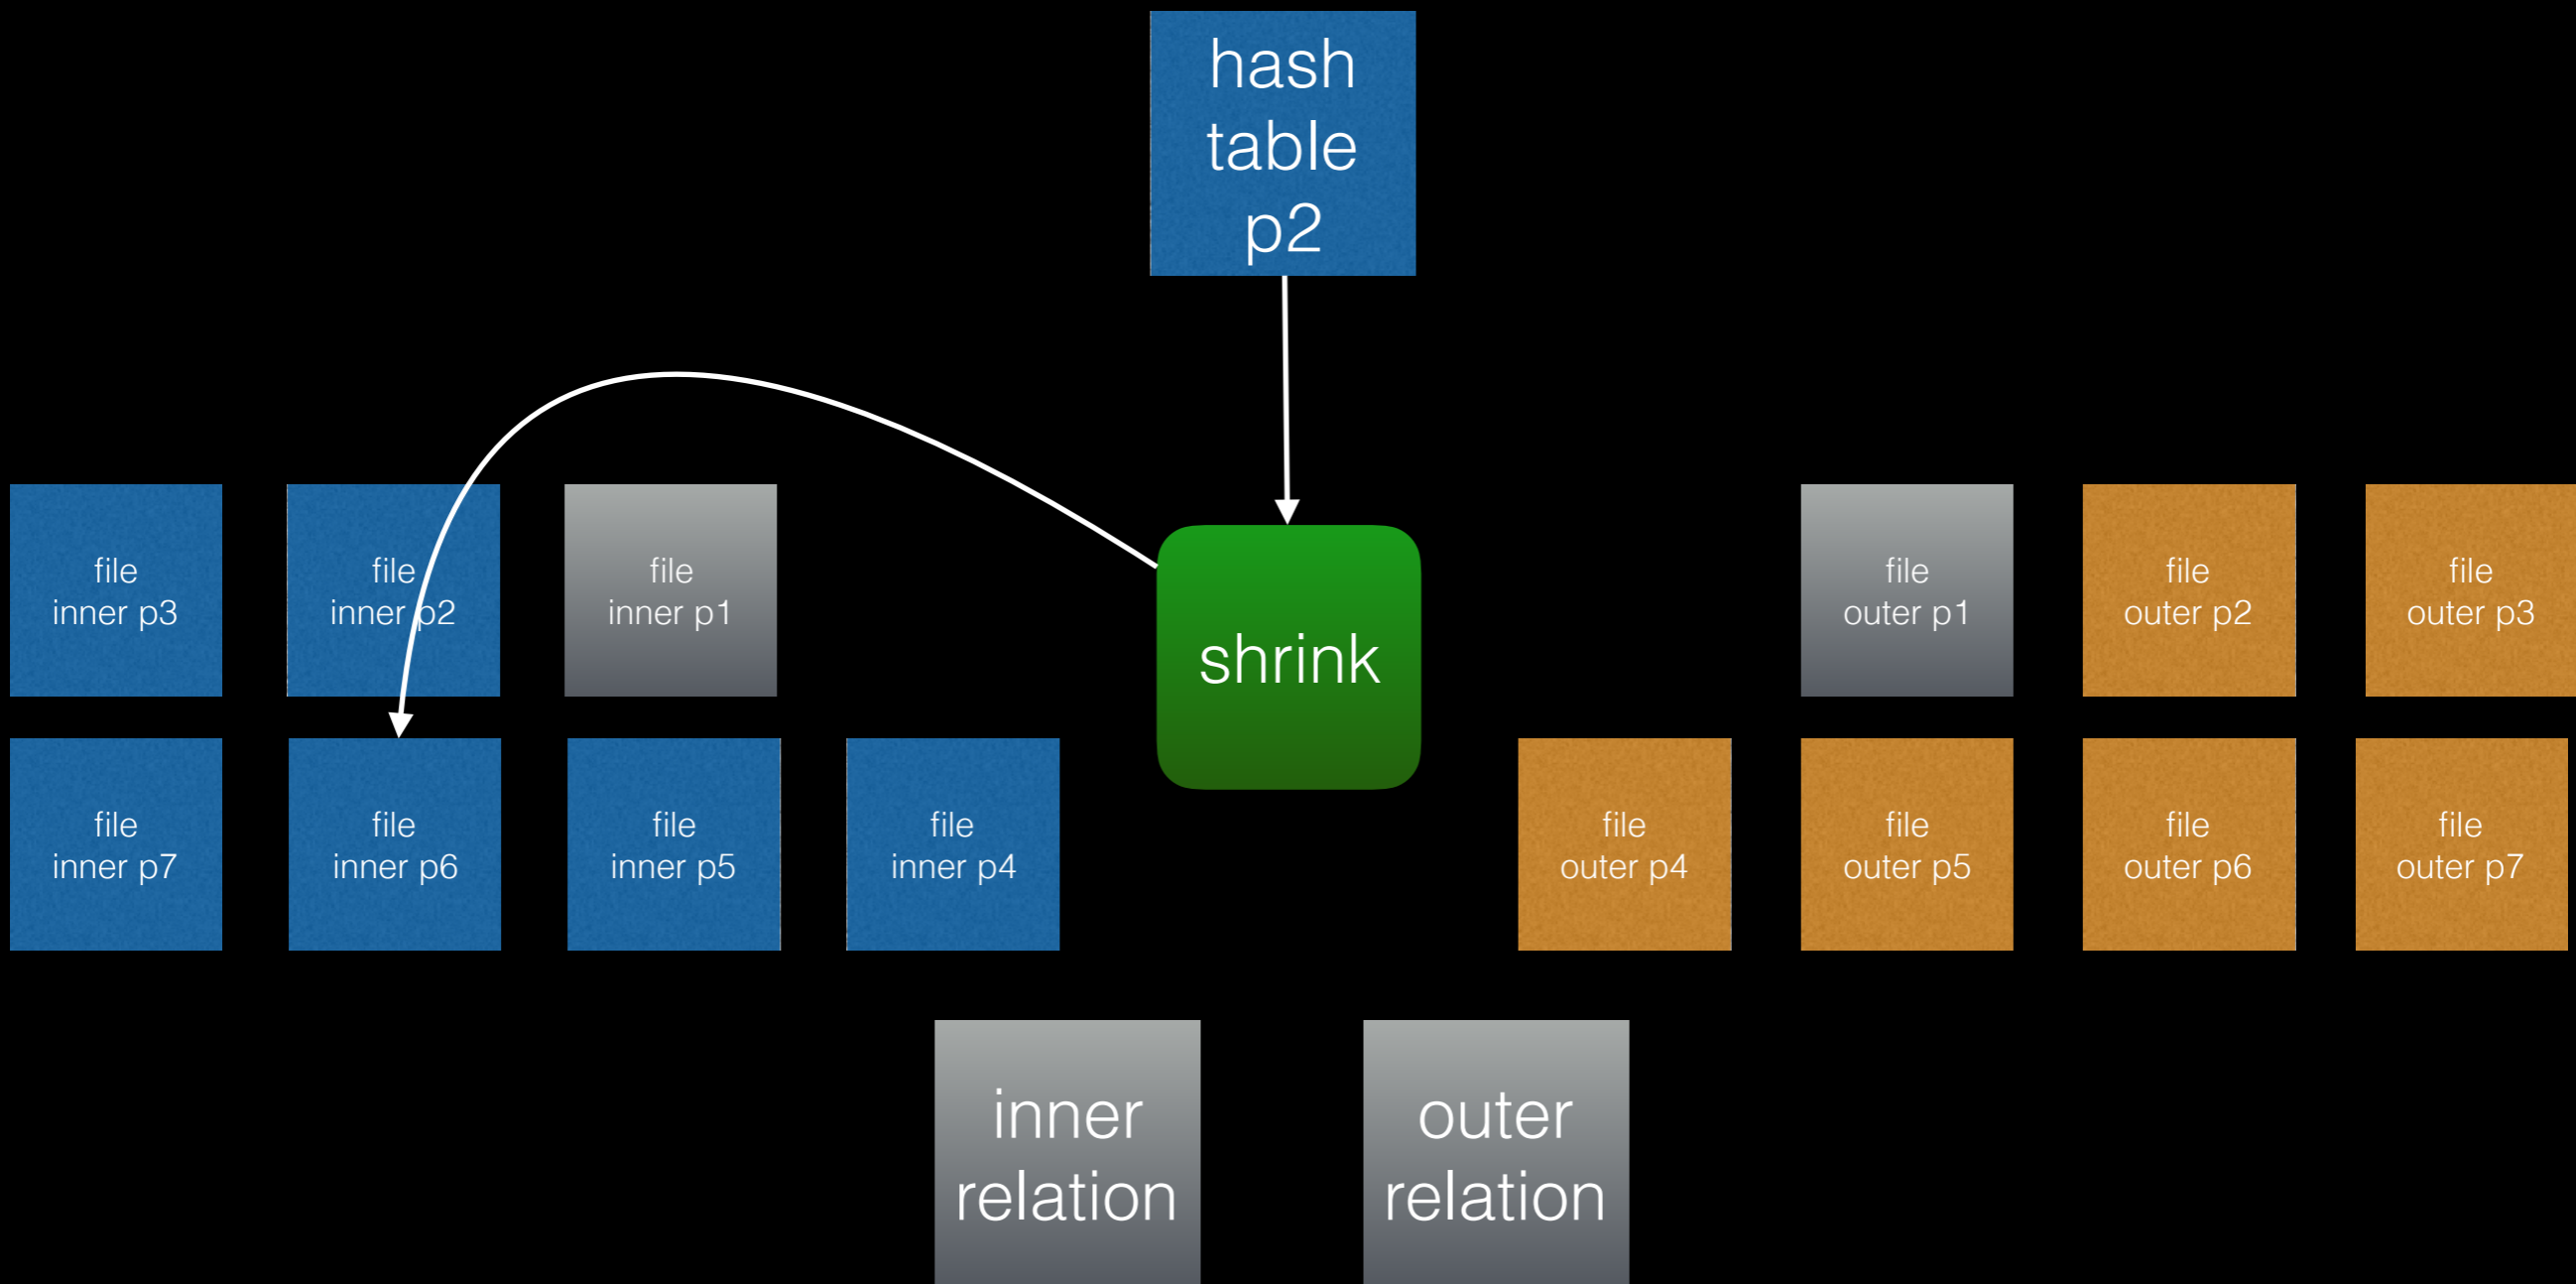 hash
table
p2
file
inner p3
file
inner p2
file
inner p1
shrink
file
outer p1
file
outer p2
file
outer p3
file
inner p7
file
inner p6
file
inner p5
file
inner p4
file
outer p4
file
outer p5
file
outer p6
file
outer p7
inner
relation
outer
relation